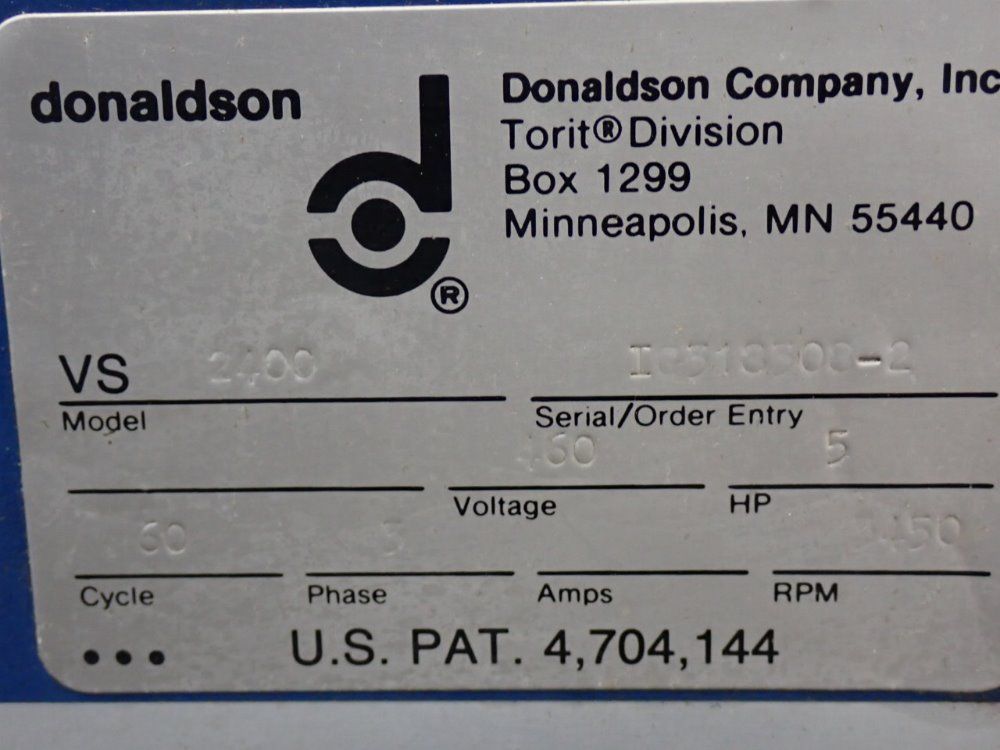 donaldson
Donaldson Company, Inc
Torit® Division
Box 1299
Minneapolis, MN 55440
®
VS 2400
Model
Serial/Order Entry
460 5
Voltage HP
60 3 3450
Cycle Phase Amps RPM
U.S. PAT. 4,704,144